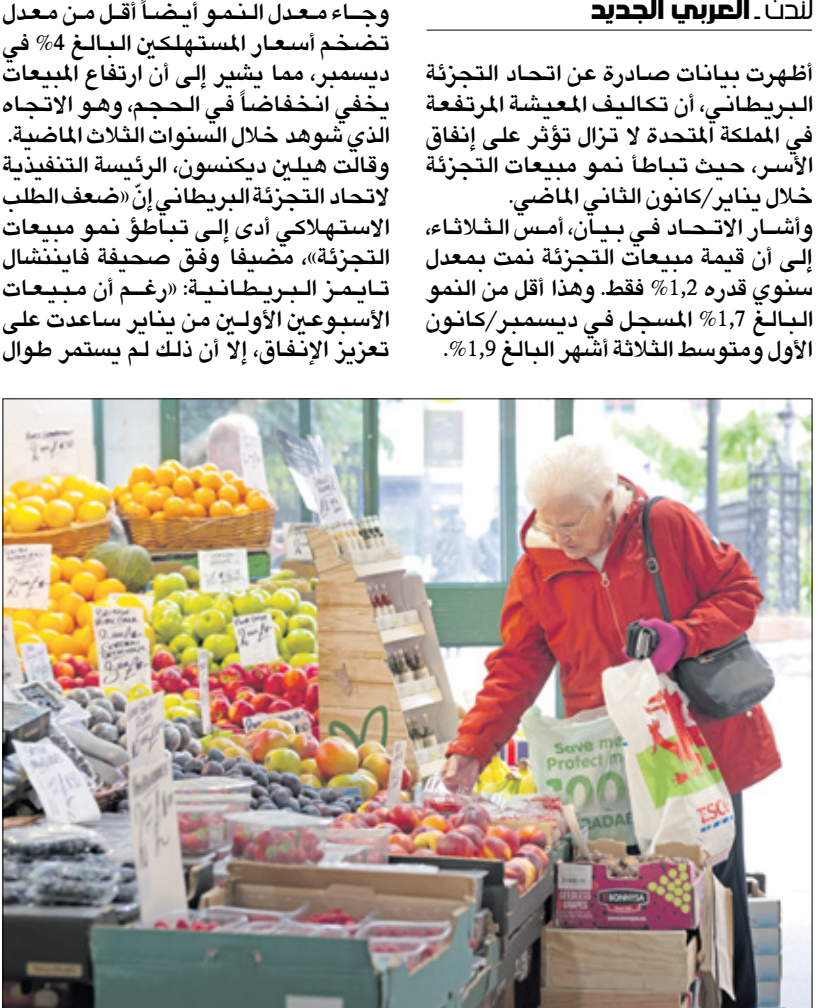 لندن ـ العربي الجديد
أظهرت بيانات صادرة عن اتحاد التجزئة
البريطاني، أن تكاليف المعيشة المرتفعة
في المملكة المتحدة لا تزال تؤثر على إنفاق
الأسر، حيث تباطأ نمو مبيعات التجزئة
خلال يناير/كانون الثاني الماضي.
وأشار الاتحاد في بيان، أمس الثلاثاء،
إلى أن قيمة مبيعات التجزئة نمت بمعدل
سنوي قدره 1,2% فقط. وهذا أقل من النمو
البالغ 1,7% المسجل في ديسمبر/كانون
الأول ومتوسط الثلاثة أشهر البالغ 1,9%.
وجاء معدل النمو أيضاً أقل من معدل
تضخم أسعار المستهلكين البالغ 4% في
ديسمبر، مما يشير إلى أن ارتفاع المبيعات
يخفي انخفاضاً في الحجم، وهو الاتجاه
الذي شوهد خلال السنوات الثلاث الماضية.
وقالت هيلين ديكنسون، الرئيسة التنفيذية
لاتحاد التجزئة البريطاني إنّ «ضعف الطلب
الاستهلاكي أدى إلى تباطؤ نمو مبيعات
التجزئة»، مضيفا وفق صحيفة فايننشال
تايمز البريطانية: «رغم أن مبيعات
الأسبوعين الأولين من يناير ساعدت على
تعزيز الإنفاق، إلا أن ذلك لم يستمر طوال
Save me
Protect m
100
ESCO
SEEDLESS
GRAPES
BONNYSA